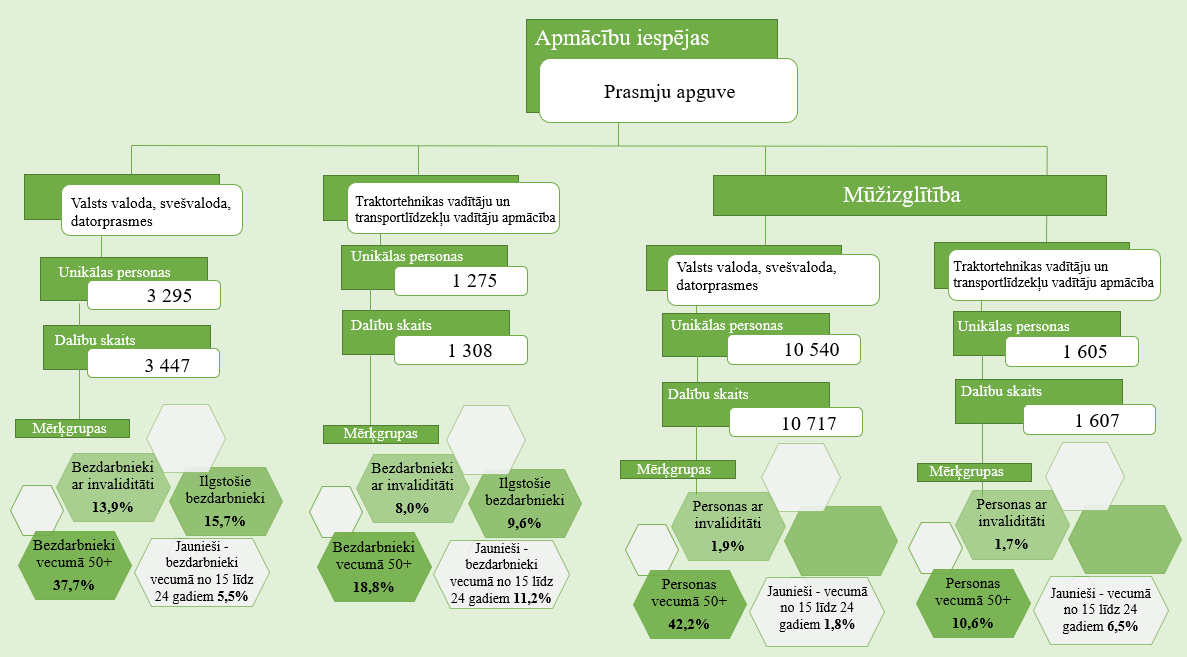 Apmācību iespējas
Prasmju apguve
Valsts valoda, svešvaloda,
datorprasmes
Unikālas personas
3 295
Dalību skaits
3 447
Mērķgrupas
Bezdarbnieki
ar invaliditāti
13,9%
Ilgstošie
bezdarbnieki
15,7%
Bezdarbnieki
vecumā 50+
37,7%
Jaunieši -
bezdarbnieki
vecumā no 15 līdz
24 gadiem 5,5%
Traktortehnikas vadītāju un
transportlīdzekļu vadītāju apmācība
Unikālas personas
1 275
Dalību skaits
1 308
Mērķgrupas
Bezdarbnieki
ar invaliditāti
8,0%
Ilgstošie
bezdarbnieki
9,6%
Bezdarbnieki
vecumā 50+
18,8%
Jaunieši -
bezdarbnieki
vecumā no 15 līdz
24 gadiem 11,2%
Mūžizglītība
Valsts valoda, svešvaloda,
datorprasmes
Unikālas personas
10 540
Dalību skaits
10 717
Mērķgrupas
Personas ar
invaliditāti
1,9%
Personas
vecumā 50+
42,2%
Jaunieši - vecumā
no 15 līdz 24
gadiem 1,8%
Traktortehnikas vadītāju un
transportlīdzekļu vadītāju apmācība
Unikālas personas
1 605
Dalību skaits
1 607
Mērķgrupas
Personas ar
invaliditāti
1,7%
Personas
vecumā 50+
10,6%
Jaunieši - vecumā
no 15 līdz 24
gadiem 6,5%